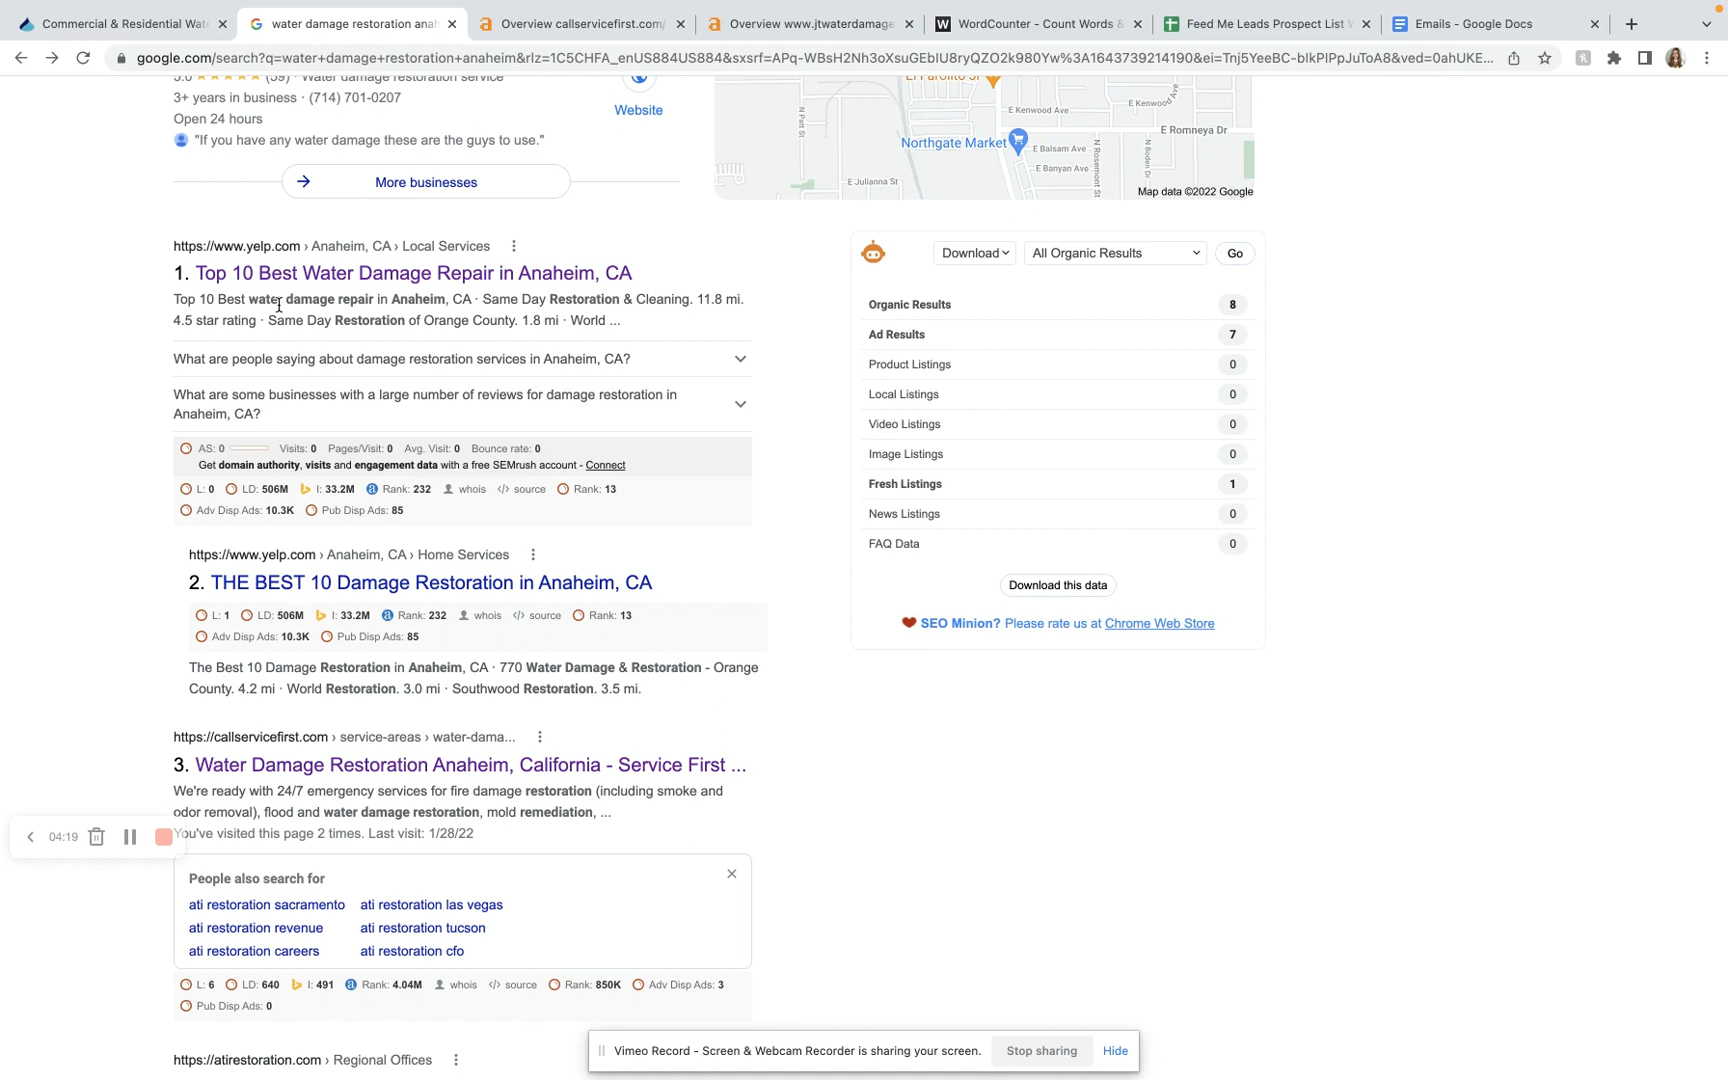 Commercial & Residential Wate
water damage restoration anah
Overview callservicefirst.com/
Overview www.jtwaterdamage
WordCounter - Count Words &
Feed Me Leads Prospect List W
Emails - Google Docs
google.com/search?q=water+damage+restoration+anaheim&rlz=1C5CHFA_enUS884US884&sxsrf=APq-WBsH2Nh3oXsuGEbIU8ryQZO2k980Yw%3A1643739214190&ei=Tnj5YeeBC-blkPIPpJuToA8&ved=0ahUKE...
(59) · Water damage restoration service
3+ years in business · (714) 701-0207
Open 24 hours
"If you have any water damage these are the guys to use."
Website
More businesses
El Farolito Jr
N Patt St
E Kenwood Ave
E Kenwood Ave
E Romneya Dr
Northgate Market
E Balsam Ave
E Banyan Ave
N Rosemont St
N Boden Dr
E Julianna St
Map data ©2022 Google
https://www.yelp.com › Anaheim, CA › Local Services
1. Top 10 Best Water Damage Repair in Anaheim, CA
Top 10 Best water damage repair in Anaheim, CA · Same Day Restoration & Cleaning. 11.8 mi.
4.5 star rating · Same Day Restoration of Orange County. 1.8 mi · World ...
What are people saying about damage restoration services in Anaheim, CA?
What are some businesses with a large number of reviews for damage restoration in
Anaheim, CA?
AS: 0 Visits: 0 Pages/Visit: 0 Avg. Visit: 0 Bounce rate: 0
Get domain authority, visits and engagement data with a free SEMrush account - Connect
L: 0 LD: 506M I: 33.2M Rank: 232 whois source Rank: 13
Adv Disp Ads: 10.3K Pub Disp Ads: 85
https://www.yelp.com › Anaheim, CA › Home Services
2. THE BEST 10 Damage Restoration in Anaheim, CA
L: 1 LD: 506M I: 33.2M Rank: 232 whois source Rank: 13
Adv Disp Ads: 10.3K Pub Disp Ads: 85
The Best 10 Damage Restoration in Anaheim, CA · 770 Water Damage & Restoration - Orange
County. 4.2 mi · World Restoration. 3.0 mi · Southwood Restoration. 3.5 mi.
https://callservicefirst.com › service-areas › water-dama...
3. Water Damage Restoration Anaheim, California - Service First ...
We're ready with 24/7 emergency services for fire damage restoration (including smoke and
odor removal), flood and water damage restoration, mold remediation, ...
You've visited this page 2 times. Last visit: 1/28/22
04:19
People also search for
ati restoration sacramento ati restoration las vegas
ati restoration revenue ati restoration tucson
ati restoration careers ati restoration cfo
L: 6 LD: 640 I: 491 Rank: 4.04M whois source Rank: 850K Adv Disp Ads: 3
Pub Disp Ads: 0
https://atirestoration.com › Regional Offices
Download All Organic Results Go
Organic Results 8
Ad Results 7
Product Listings 0
Local Listings 0
Video Listings 0
Image Listings 0
Fresh Listings 1
News Listings 0
FAQ Data 0
Download this data
SEO Minion? Please rate us at Chrome Web Store
Vimeo Record - Screen & Webcam Recorder is sharing your screen. Stop sharing Hide